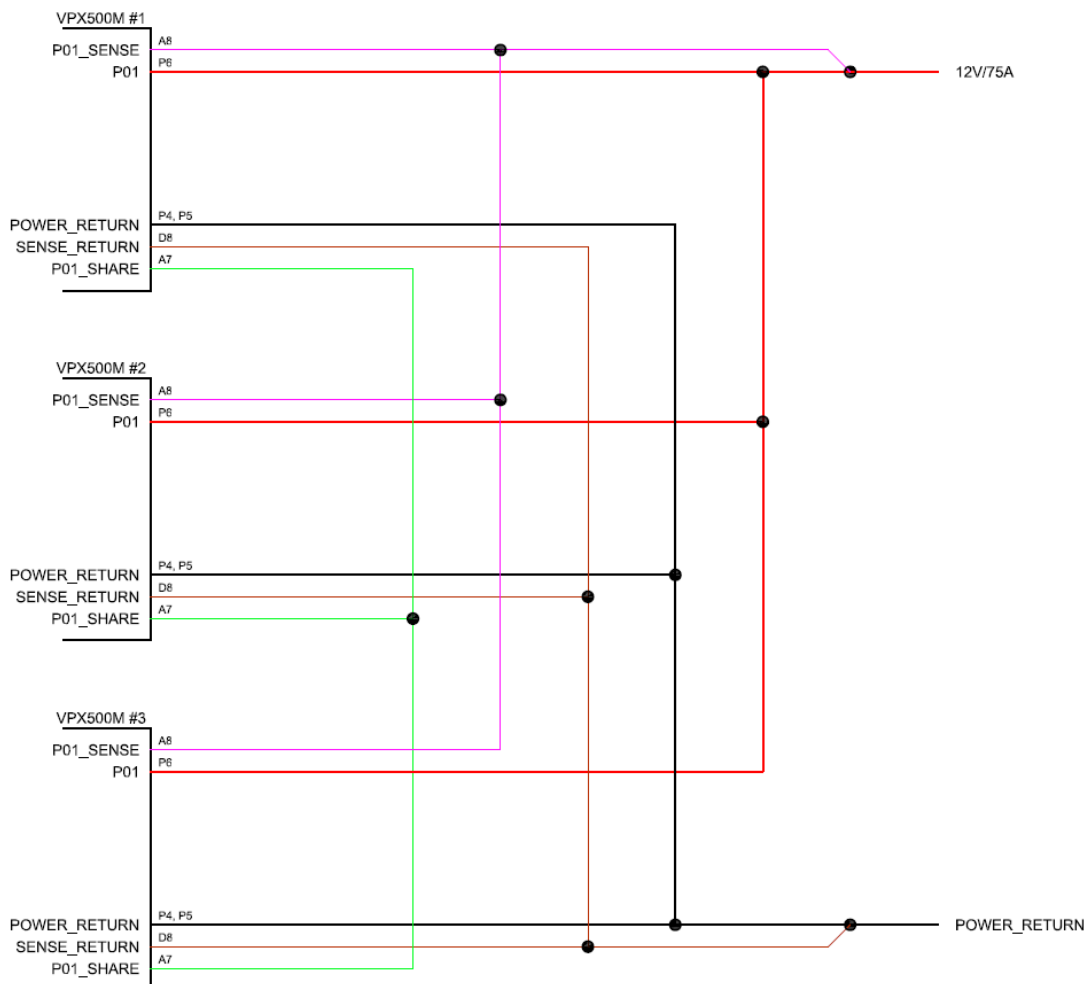 VPX500M #1
P01_SENSE A8
P01 P6
12V/75A
POWER_RETURN P4, P5
SENSE_RETURN D8
P01_SHARE A7
VPX500M #2
P01_SENSE A8
P01 P6
POWER_RETURN P4, P5
SENSE_RETURN D8
P01_SHARE A7
VPX500M #3
P01_SENSE A8
P01 P6
POWER_RETURN P4, P5
POWER_RETURN
SENSE_RETURN D8
P01_SHARE A7